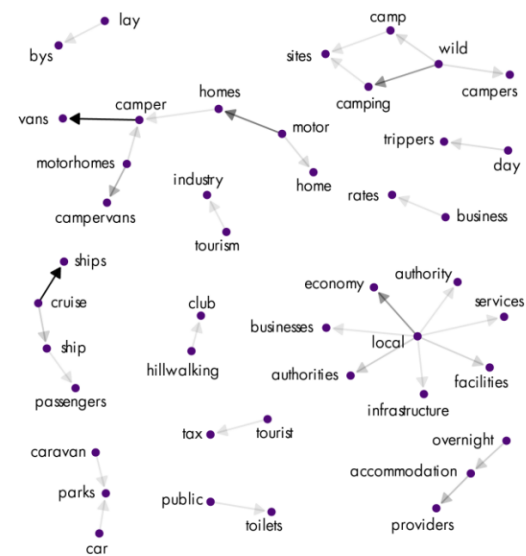 lay
bys
camp
wild
sites
camping
campers
homes
camper
vans
motor
motorhomes
home
campervans
trippers
day
industry
tourism
rates
business
ships
cruise
ship
passengers
club
hillwalking
economy
authority
services
businesses
local
authorities
facilities
infrastructure
tax
tourist
caravan
parks
car
public
toilets
overnight
accommodation
providers